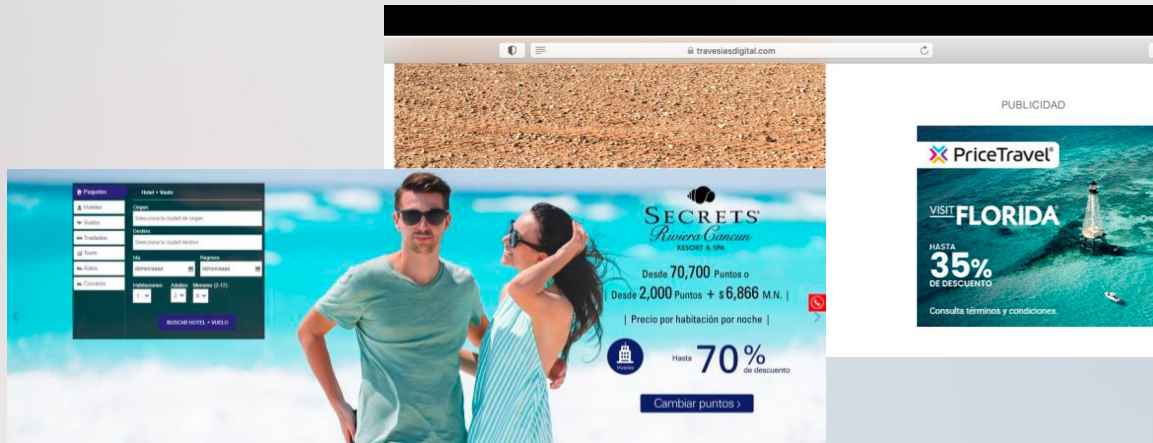 travesiasdigital.com
PUBLICIDAD
PriceTravel
VISIT FLORIDA
HASTA
35%
DE DESCUENTO
Consulta términos y condiciones.
Paquetes
Hoteles
Vuelos
Traslados
Tours
Autos
Cruceros
Hotel + Vuelo
Origen
Selecciona la ciudad de origen
Destino
Selecciona la ciudad destino
Ida Regreso
dd/mm/aaaa dd/mm/aaaa
Habitaciones: Adultos: Menores (2-17):
1 2 0
BUSCAR HOTEL + VUELO
SECRETS
Riviera Cancun
RESORT & SPA
Desde 70,700 Puntos o
| Desde 2,000 Puntos + $6,866 M.N. |
| Precio por habitación por noche |
Hoteles
Hasta 70%
de descuento
Cambiar puntos >